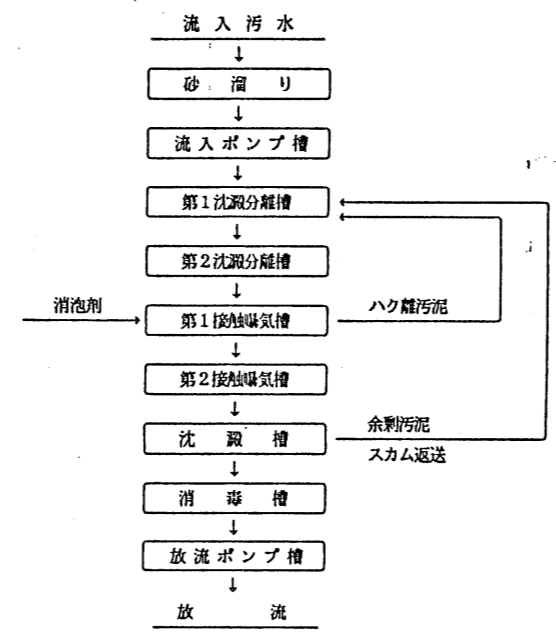 流入汚水
砂溜り
流入ポンプ槽
第1沈澱分離槽
第2沈澱分離槽
消泡剤
第1接触曝気槽
ハク離汚泥
第2接触曝気槽
沈澱槽
余剰汚泥
スカム返送
消毒槽
放流ポンプ槽
放流